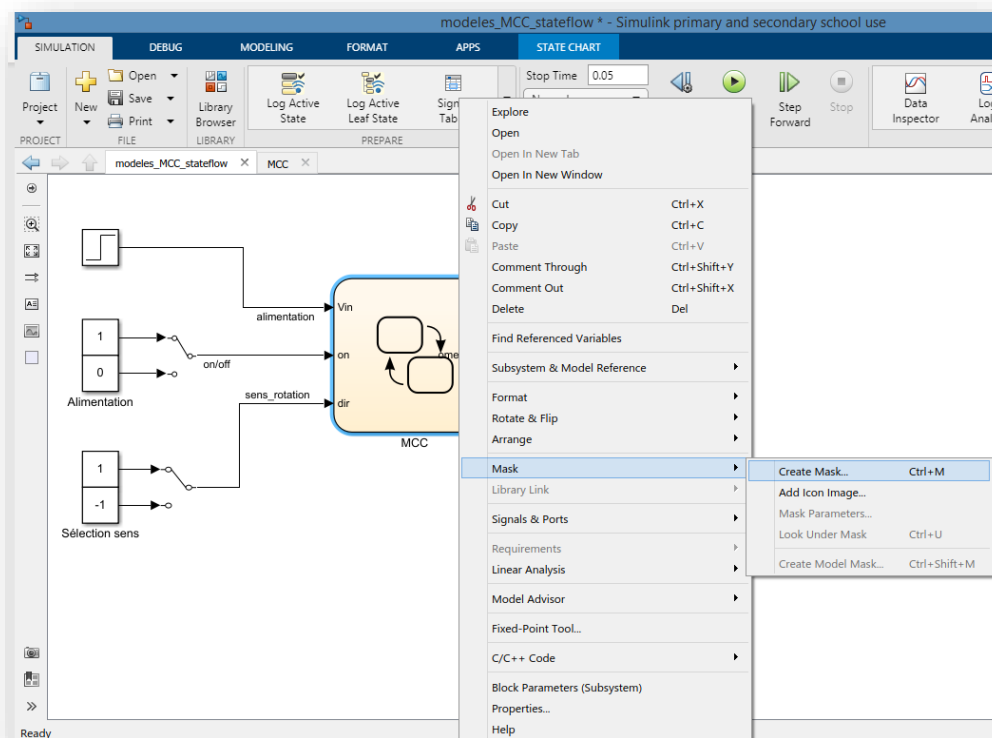 modeles_MCC_stateflow * - Simulink primary and secondary school use
SIMULATION DEBUG MODELING FORMAT APPS STATE CHART
Project New Open Save Print Library Browser Log Active State Log Active Leaf State Stop Time 0.05 Step Forward Stop Data Inspector
PROJECT FILE LIBRARY PREPARE
modeles_MCC_stateflow MCC
alimentation
Vin
1
0
on/off
on
Alimentation
sens_rotation
dir
MCC
1
-1
Sélection sens
Explore
Open
Open In New Tab
Open In New Window
Cut Ctrl+X
Copy Ctrl+C
Paste Ctrl+V
Comment Through Ctrl+Shift+Y
Comment Out Ctrl+Shift+X
Delete Del
Find Referenced Variables
Subsystem & Model Reference
Format
Rotate & Flip
Arrange
Mask
Library Link
Signals & Ports
Requirements
Linear Analysis
Model Advisor
Fixed-Point Tool...
C/C++ Code
Block Parameters (Subsystem)
Properties...
Help
Create Mask... Ctrl+M
Add Icon Image...
Mask Parameters...
Look Under Mask Ctrl+U
Create Model Mask... Ctrl+Shift+M
Ready